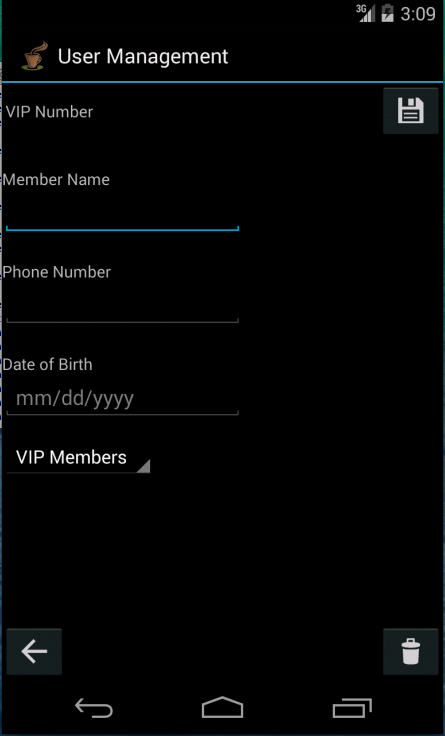 3G 3:09
User Management
VIP Number
Member Name
Phone Number
Date of Birth
mm/dd/yyyy
VIP Members